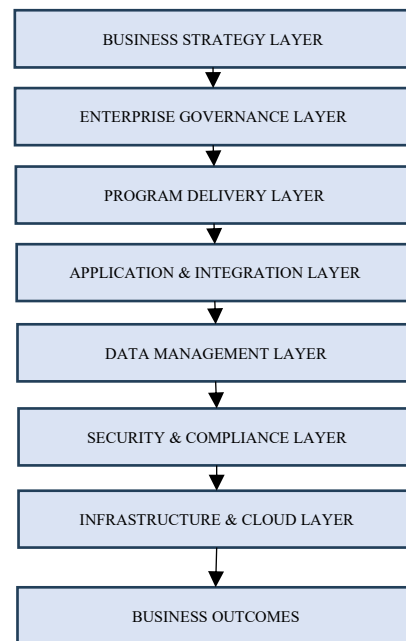 BUSINESS STRATEGY LAYER
ENTERPRISE GOVERNANCE LAYER
PROGRAM DELIVERY LAYER
APPLICATION & INTEGRATION LAYER
DATA MANAGEMENT LAYER
SECURITY & COMPLIANCE LAYER
INFRASTRUCTURE & CLOUD LAYER
BUSINESS OUTCOMES